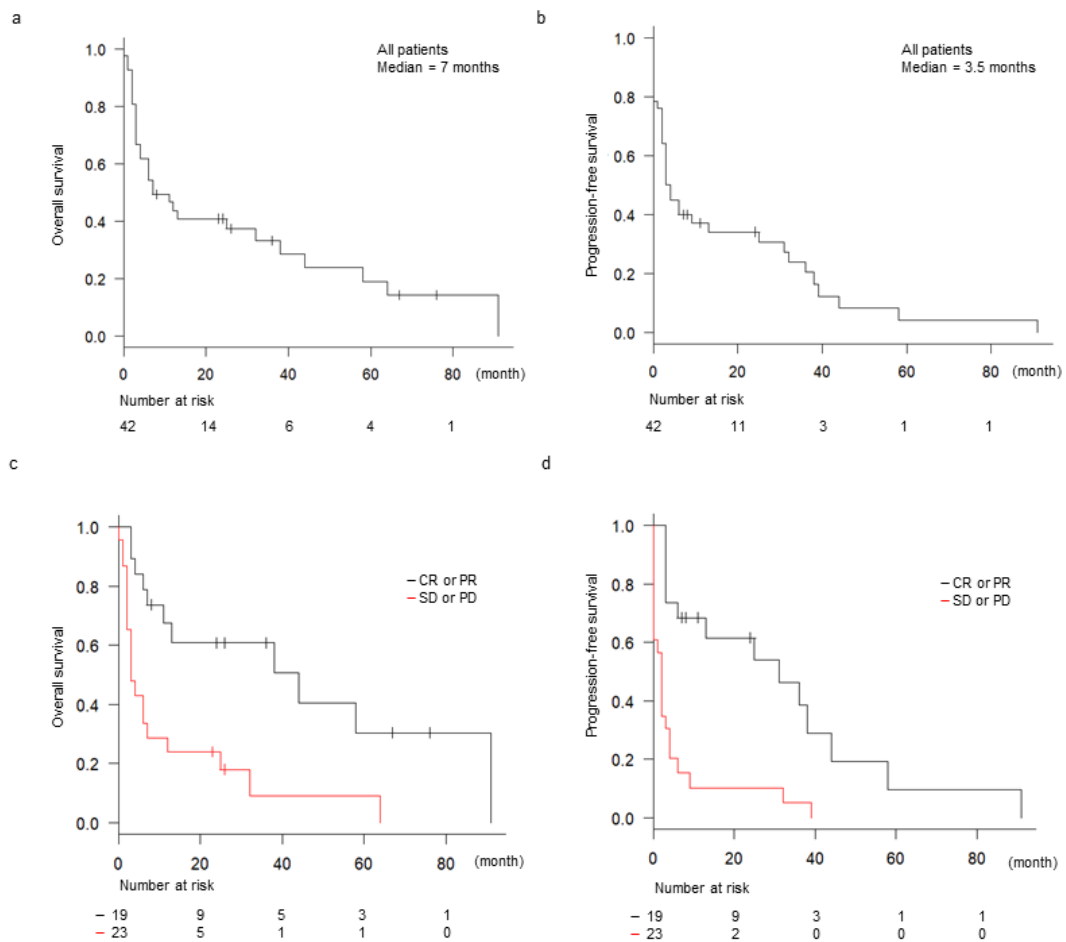 a
All patients
Median = 7 months
Overall survival
1.0
0.8
0.6
0.4
0.2
0.0
0 20 40 60 80 (month)
Number at risk
42 14 6 4 1
b
All patients
Median = 3.5 months
Progression-free survival
1.0
0.8
0.6
0.4
0.2
0.0
0 20 40 60 80 (month)
Number at risk
42 11 3 1 1
c
CR or PR
SD or PD
Overall survival
1.0
0.8
0.6
0.4
0.2
0.0
0 20 40 60 80 (month)
Number at risk
19 9 5 3 1
23 5 1 1 0
d
CR or PR
SD or PD
Progression-free survival
1.0
0.8
0.6
0.4
0.2
0.0
0 20 40 60 80 (month)
Number at risk
19 9 3 1 1
23 2 0 0 0